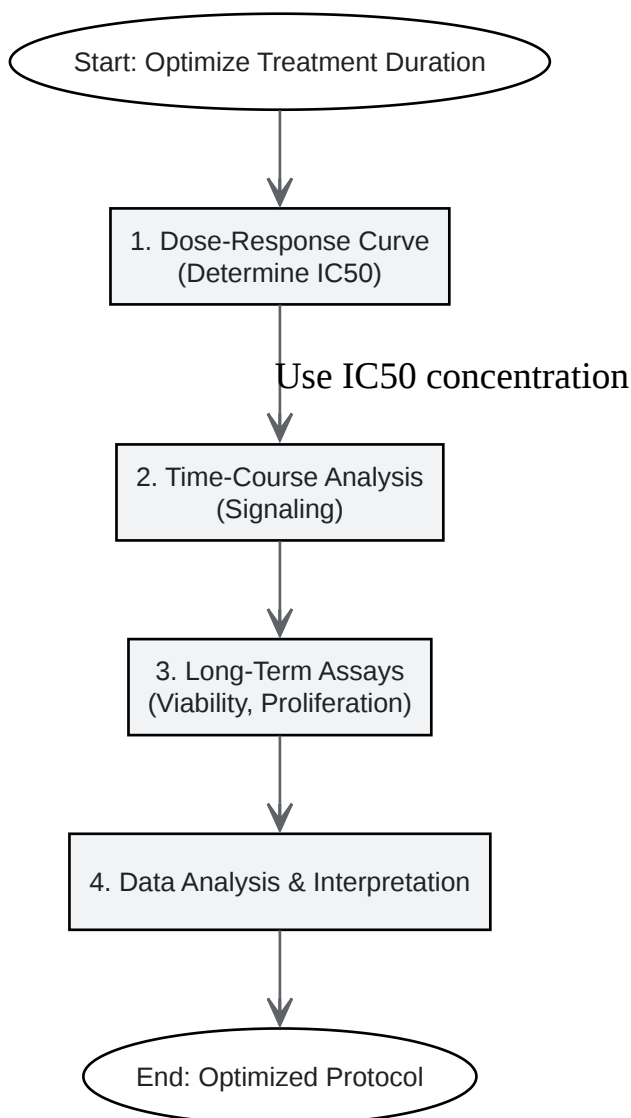 Start: Optimize Treatment Duration
1. Dose-Response Curve
(Determine IC50)
Use IC50 concentration
2. Time-Course Analysis
(Signaling)
3. Long-Term Assays
(Viability, Proliferation)
4. Data Analysis & Interpretation
End: Optimized Protocol